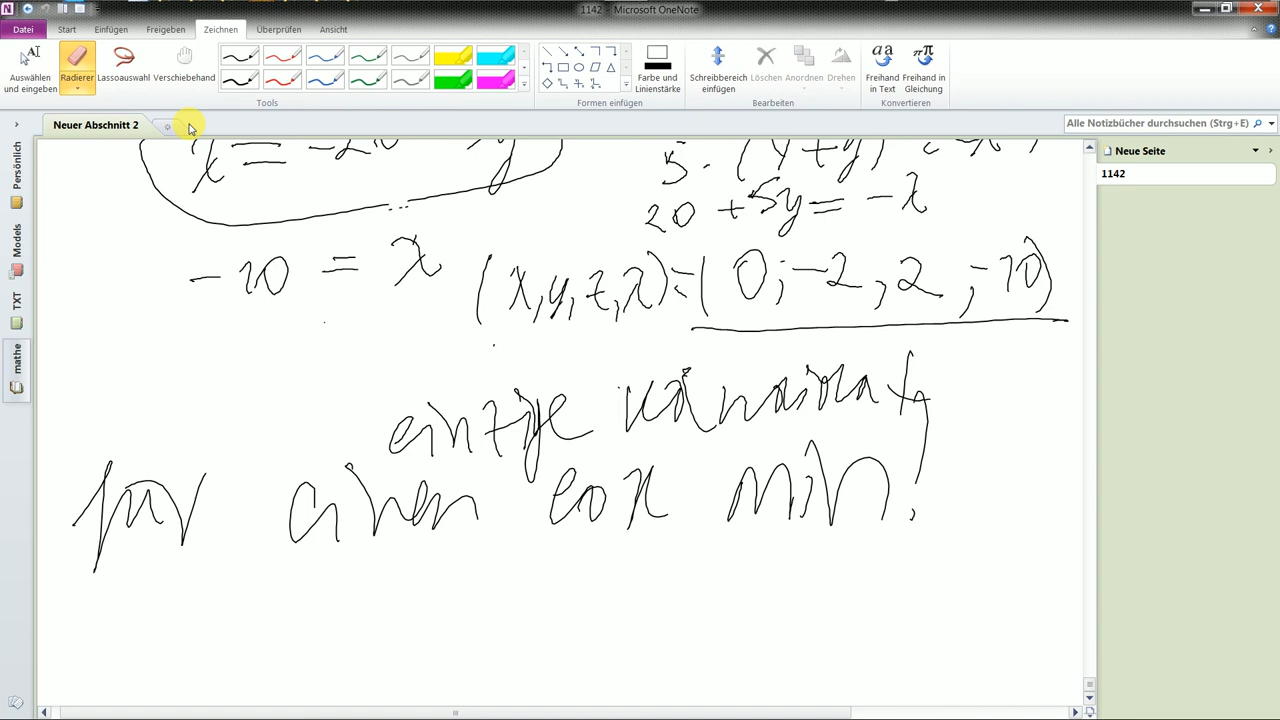 1142 - Microsoft OneNote
Datei Start Einfügen Freigeben Zeichnen Überprüfen Ansicht
Auswählen und eingeben Radierer Lassoauswahl Verschiebehand
Farbe und Linienstärke
Schreibbereich einfügen Löschen Anordnen Drehen
Freihand in Text Freihand in Gleichung
Tools Formen einfügen Bearbeiten Konvertieren
Neuer Abschnitt 2
Alle Notizbücher durchsuchen (Strg+E)
Neue Seite
1142
Persönlich
Models
TXT
mathe
20 + 5y = -λ
-10 = λ
(x,y,z,λ)=(0;-2,2,-10)
für einen
min.